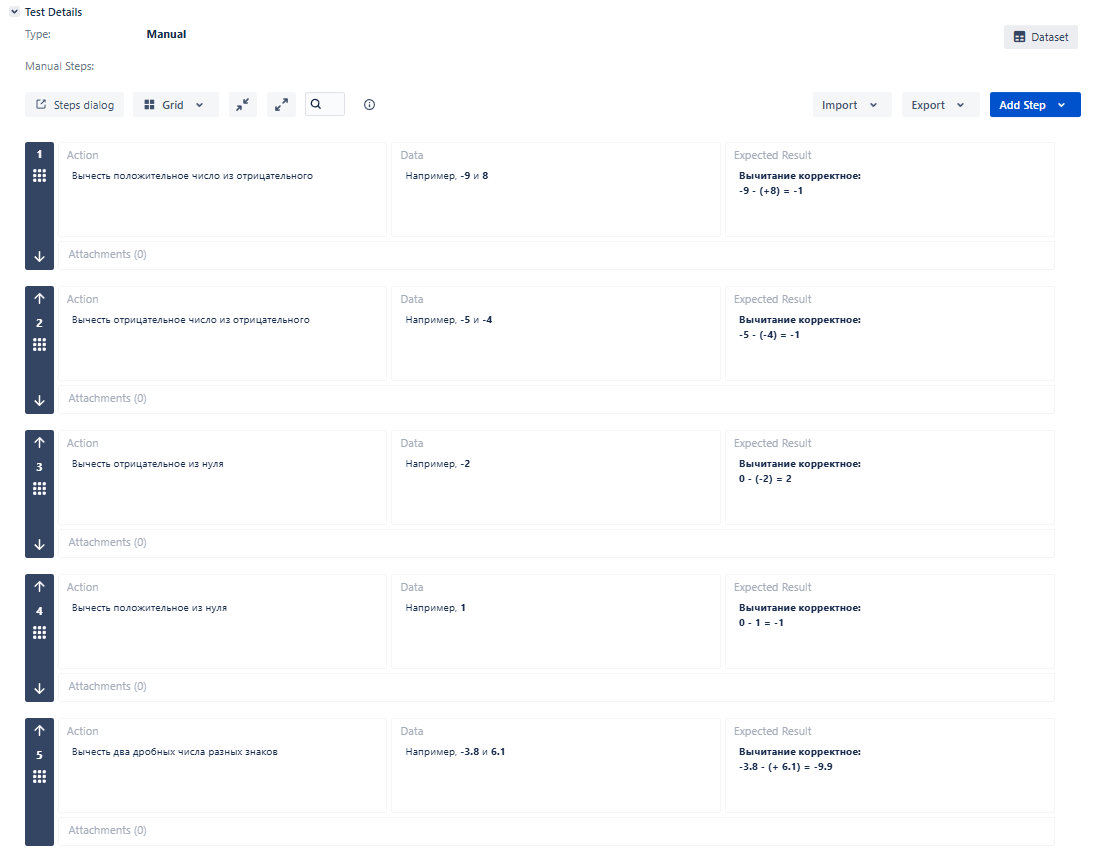 Test Details
Type: Manual
Dataset
Manual Steps:
Steps dialog Grid Import Export Add Step
1 Action Data Expected Result
Вычесть положительное число из отрицательного Например, -9 и 8 Вычитание корректное:
-9 - (+8) = -1
Attachments (0)
2 Action Data Expected Result
Вычесть отрицательное число из отрицательного Например, -5 и -4 Вычитание корректное:
-5 - (-4) = -1
Attachments (0)
3 Action Data Expected Result
Вычесть отрицательное из нуля Например, -2 Вычитание корректное:
0 - (-2) = 2
Attachments (0)
4 Action Data Expected Result
Вычесть положительное из нуля Например, 1 Вычитание корректное:
0 - 1 = -1
Attachments (0)
5 Action Data Expected Result
Вычесть два дробных числа разных знаков Например, -3.8 и 6.1 Вычитание корректное:
-3.8 - (+ 6.1) = -9.9
Attachments (0)